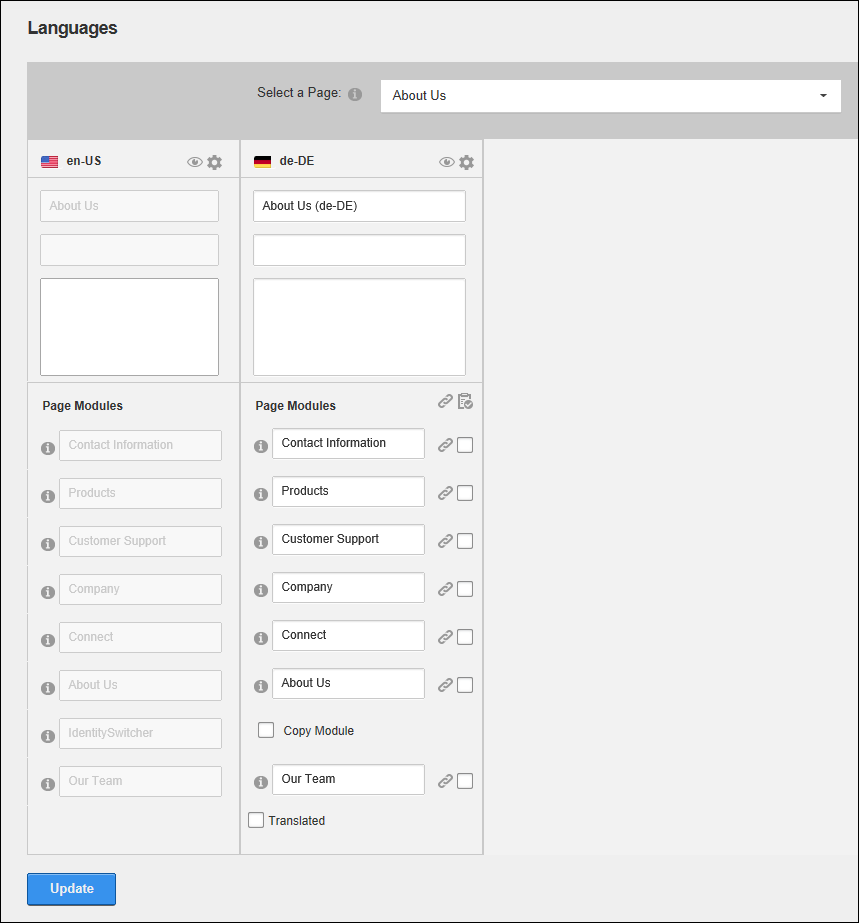 Languages
Select a Page:
About Us
en-US
de-DE
About Us
About Us (de-DE)
Page Modules
Page Modules
Contact Information
Contact Information
Products
Products
Customer Support
Customer Support
Company
Company
Connect
Connect
About Us
About Us
IdentitySwitcher
Copy Module
Our Team
Our Team
Translated
Update